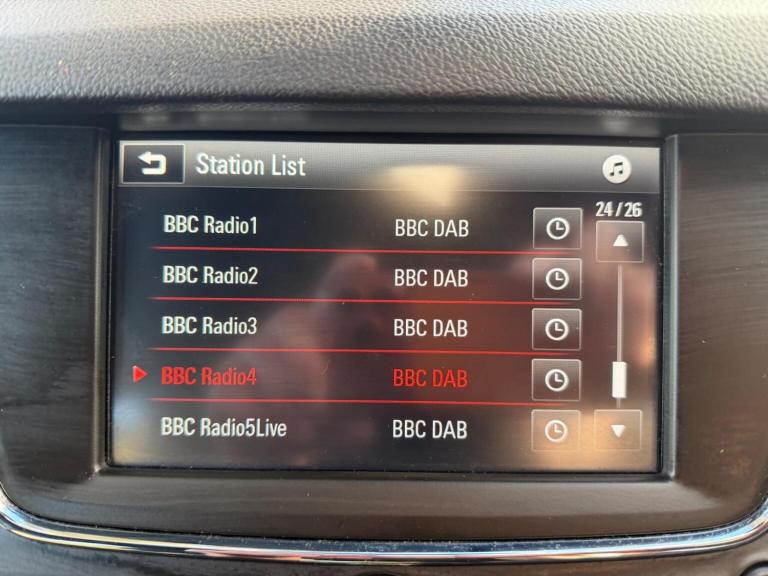 Station List
24/26
BBC Radio1 BBC DAB
BBC Radio2 BBC DAB
BBC Radio3 BBC DAB
BBC Radio4 BBC DAB
BBC Radio5Live BBC DAB